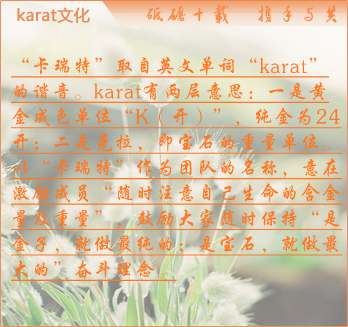 karat文化
砥砺十载 携手与共
“卡瑞特”取自英文单词“karat”
的谐音。karat有两层意思：一是黄
金成色单位“K（开）”，纯金为24
开；二是克拉，即宝石的重量单位。
以“卡瑞特”作为团队的名称，意在
激励成员“随时注意自己生命的含金
量及重量”，鼓励大家随时保持“是
金子，就做最纯的；是宝石，就做最
大的”奋斗理念。